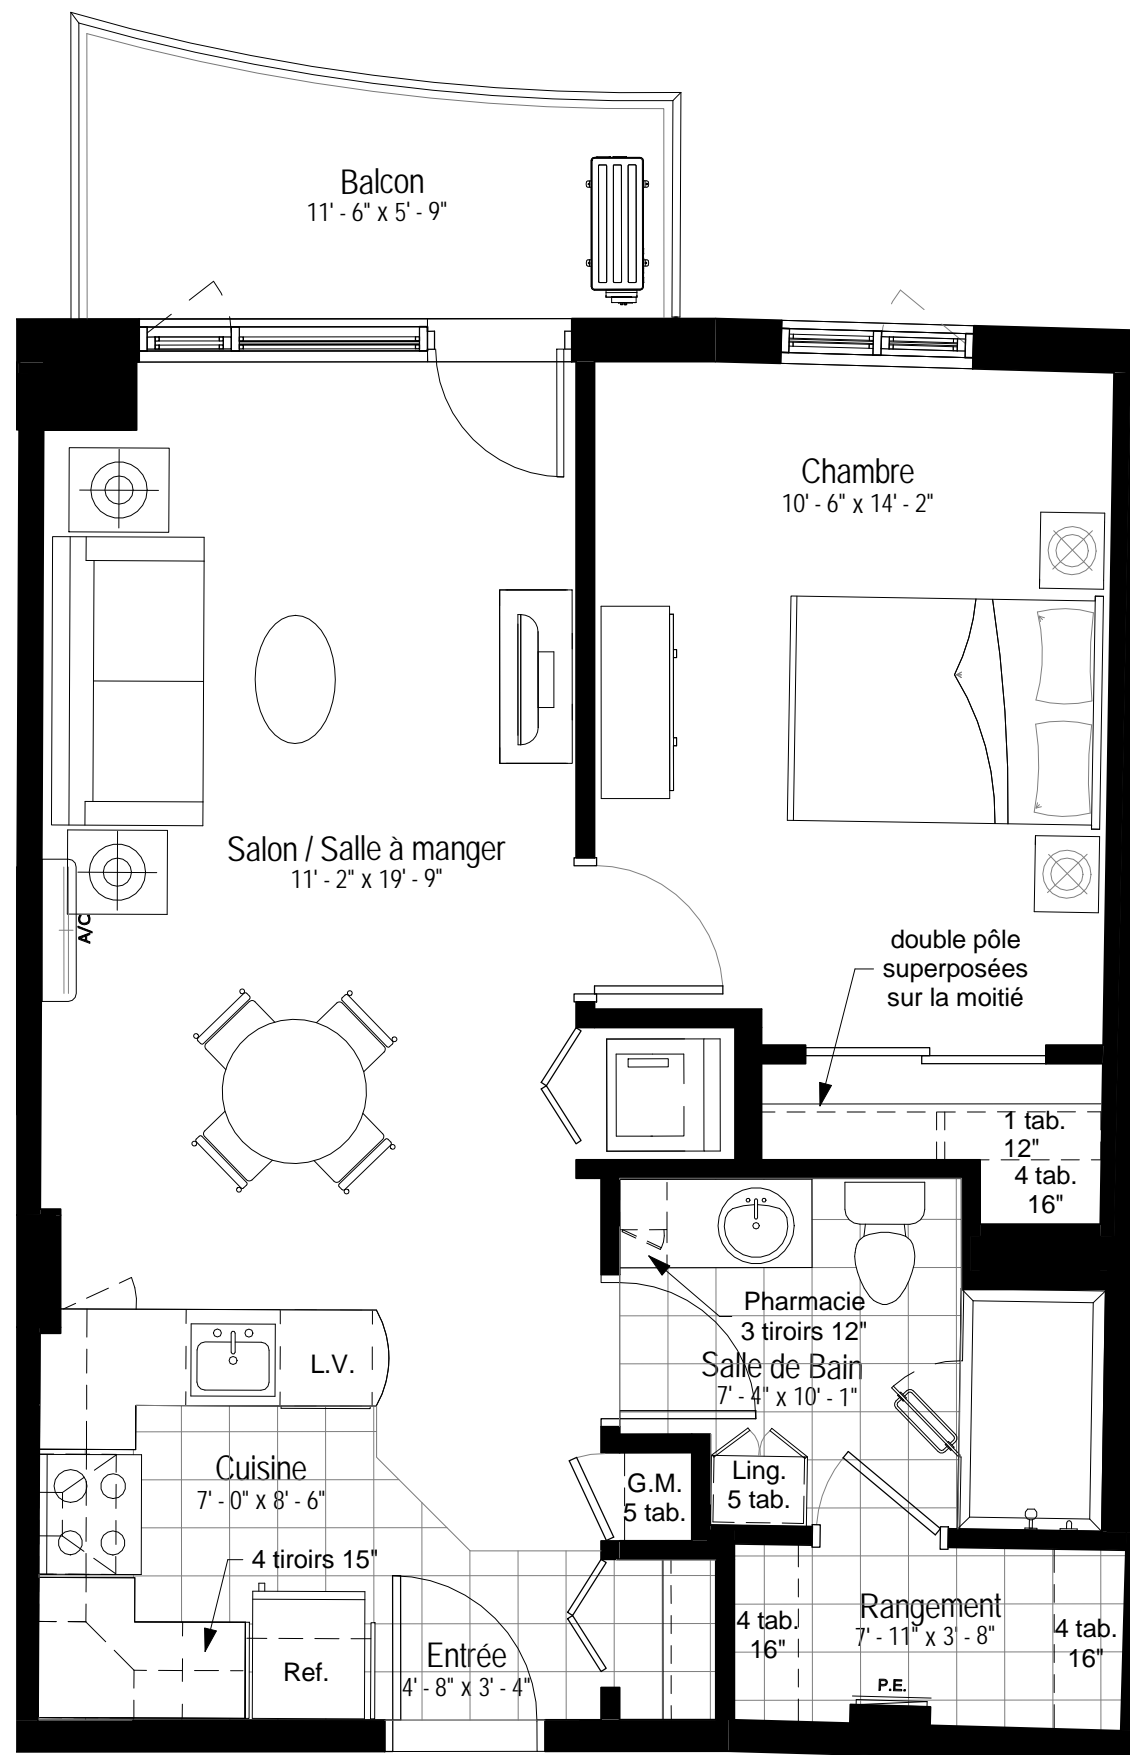 Balcon
11' - 6" x 5' - 9"
Chambre
10' - 6" x 14' - 2"
Salon / Salle à manger
11' - 2" x 19' - 9"
A/C
double pôle
superposées
sur la moitié
1 tab.
12"
4 tab.
16"
Pharmacie
3 tiroirs 12"
Salle de Bain
7' - 4" x 10' - 1"
L.V.
Cuisine
7' - 0" x 8' - 6"
G.M.
5 tab.
Ling.
5 tab.
4 tiroirs 15"
Ref.
Entrée
4' - 8" x 3' - 4"
4 tab.
16"
Rangement
7' - 11" x 3' - 8"
4 tab.
16"
P.E.